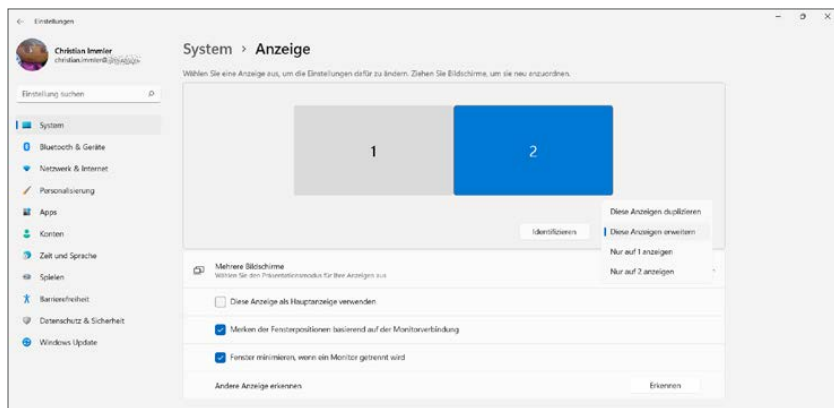 Einstellungen
Christian Immler
System > Anzeige
Wählen Sie eine Anzeige aus, um die Einstellungen dafür zu ändern. Ziehen Sie Bildschirme, um sie neu anzuordnen.
Einstellung suchen
System
Bluetooth & Geräte
Netzwerk & Internet
Personalisierung
Apps
Konten
Zeit und Sprache
Spielen
Barrierefreiheit
Datenschutz & Sicherheit
Windows Update
1
2
Identifizieren
Diese Anzeigen duplizieren
Diese Anzeigen erweitern
Nur auf 1 anzeigen
Nur auf 2 anzeigen
Mehrere Bildschirme
Wählen Sie den Präsentationsmodus für Ihre Anzeigen aus
Diese Anzeige als Hauptanzeige verwenden
Merken der Fensterpositionen basierend auf der Monitorverbindung
Fenster minimieren, wenn ein Monitor getrennt wird
Andere Anzeige erkennen
Erkennen